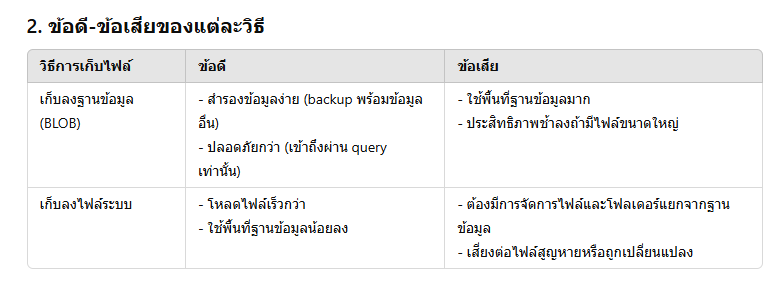 2. ข้อดี-ข้อเสียของแต่ละวิธี
วิธีการเก็บไฟล์ ข้อดี ข้อเสีย
เก็บลงฐานข้อมูล
(BLOB)
- สำรองข้อมูลง่าย (backup พร้อมข้อมูล
อื่น)
- ปลอดภัยกว่า (เข้าถึงผ่าน query
เท่านั้น)
- ใช้พื้นที่ฐานข้อมูลมาก
- ประสิทธิภาพช้าลงถ้ามีไฟล์ขนาดใหญ่
เก็บลงไฟล์ระบบ
- โหลดไฟล์เร็วกว่า
- ใช้พื้นที่ฐานข้อมูลน้อยลง
- ต้องมีการจัดการไฟล์และโฟลเดอร์แยกจากฐาน
ข้อมูล
- เสี่ยงต่อไฟล์สูญหายหรือถูกเปลี่ยนแปลง